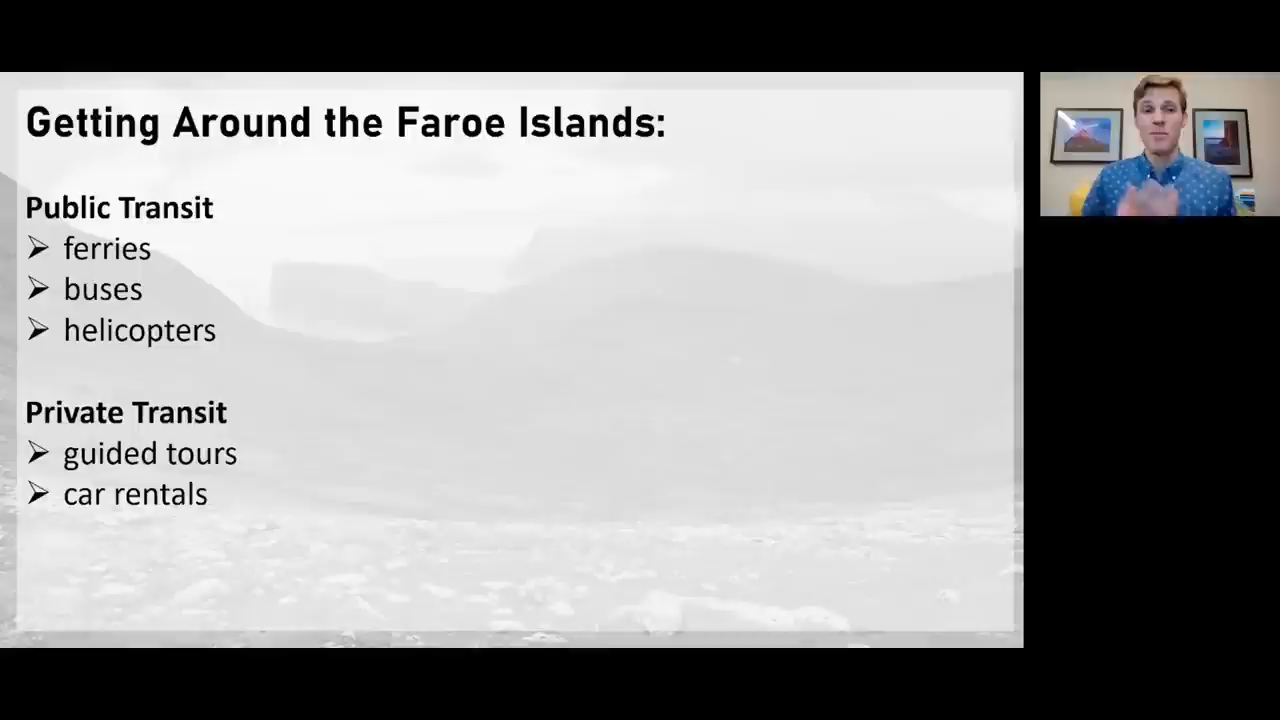 Getting Around the Faroe Islands:
Public Transit
➢ ferries
➢ buses
➢ helicopters
Private Transit
➢ guided tours
➢ car rentals